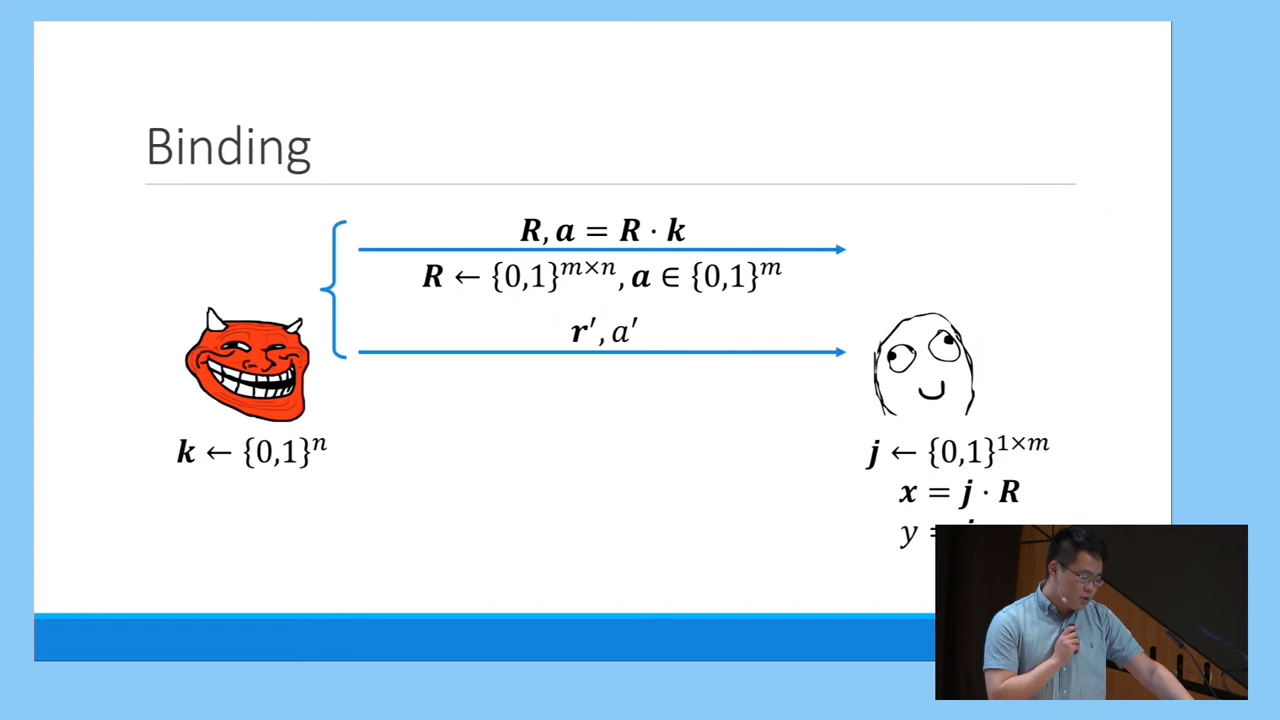 Binding
R, a = R · k
R ← {0,1}^{m×n}, a ∈ {0,1}^m
r′, a′
k ← {0,1}^n
j ← {0,1}^{1×m}
x = j · R
y =